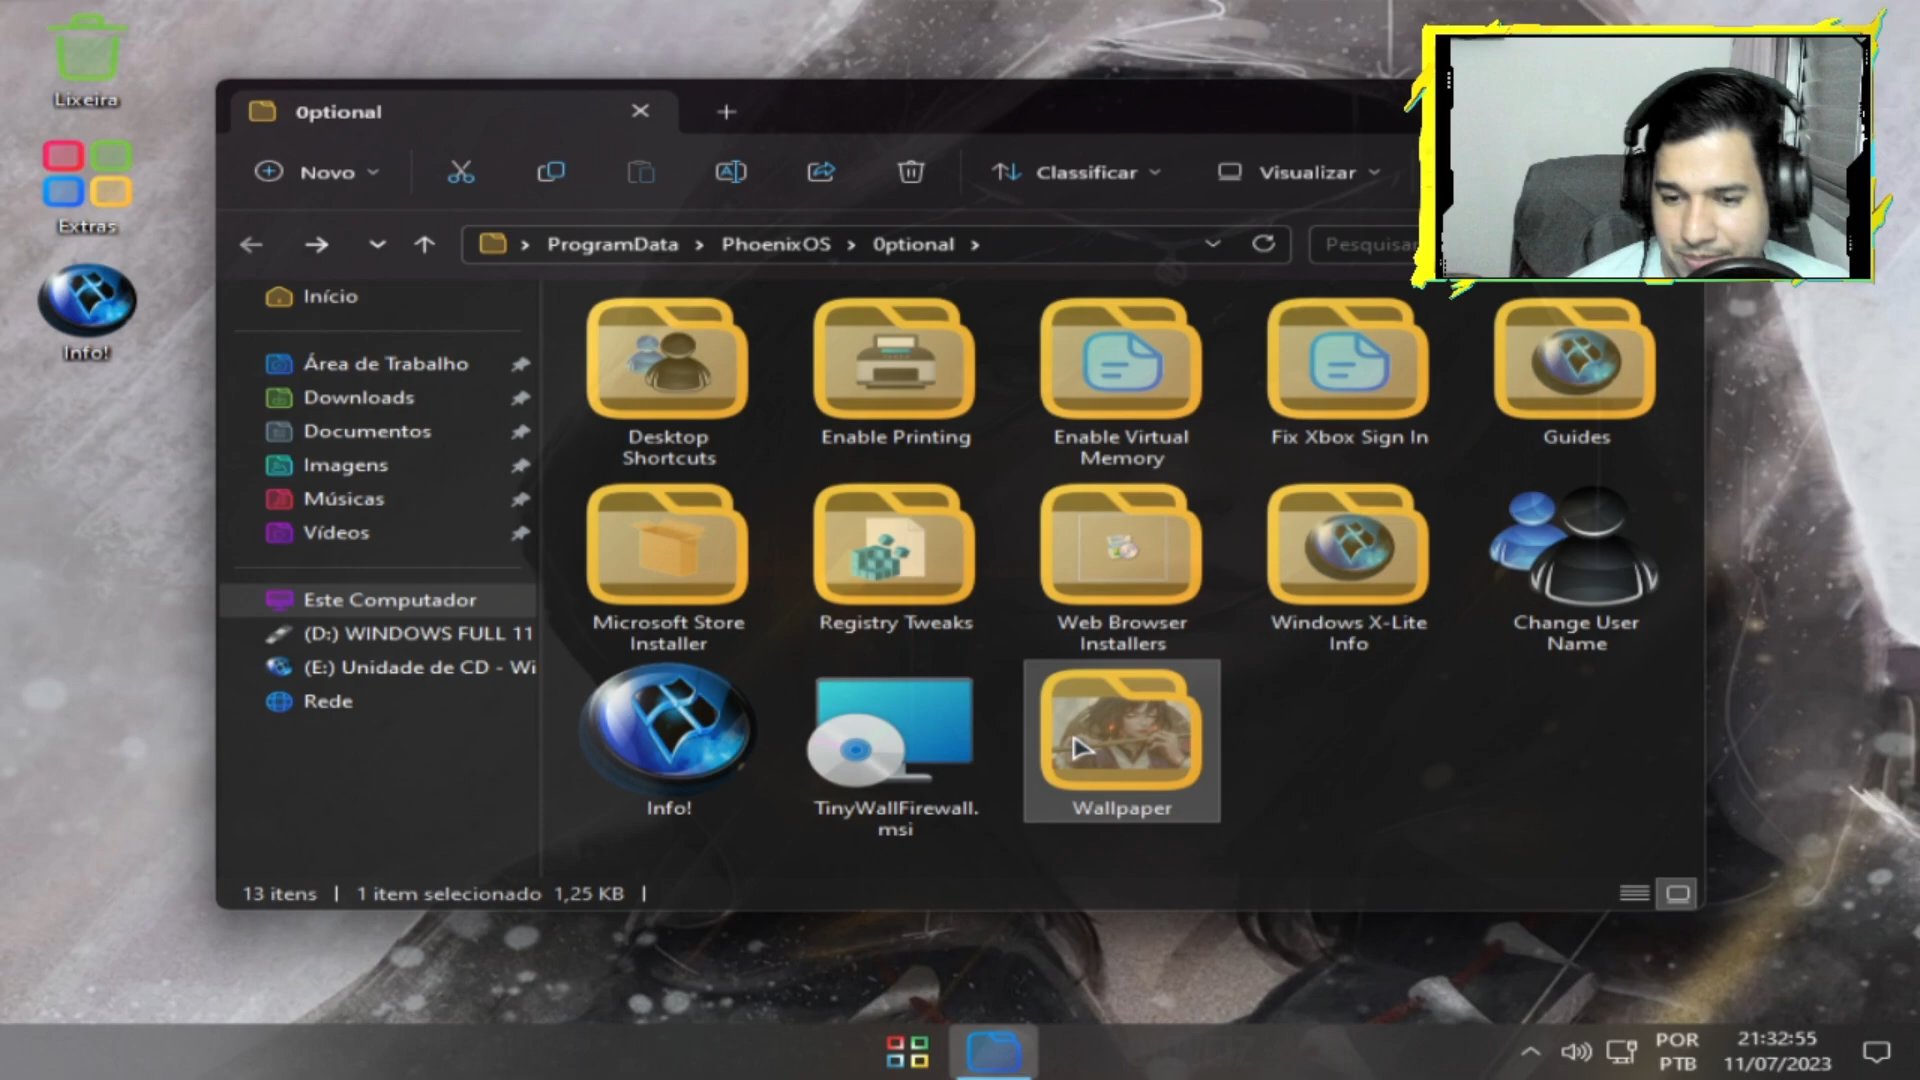 Lixeira
Extras
Info!
0ptional
Novo
Classificar
Visualizar
ProgramData
PhoenixOS
0ptional
Pesquisar
Início
Área de Trabalho
Downloads
Documentos
Imagens
Músicas
Vídeos
Este Computador
(D:) WINDOWS FULL 11
(E:) Unidade de CD - Wi
Rede
Desktop
Shortcuts
Enable Printing
Enable Virtual
Memory
Fix Xbox Sign In
Guides
Microsoft Store
Installer
Registry Tweaks
Web Browser
Installers
Windows X-Lite
Info
Change User
Name
Info!
TinyWallFirewall.
msi
Wallpaper
13 itens | 1 item selecionado 1,25 KB |
POR
PTB
21:32:55
11/07/2023